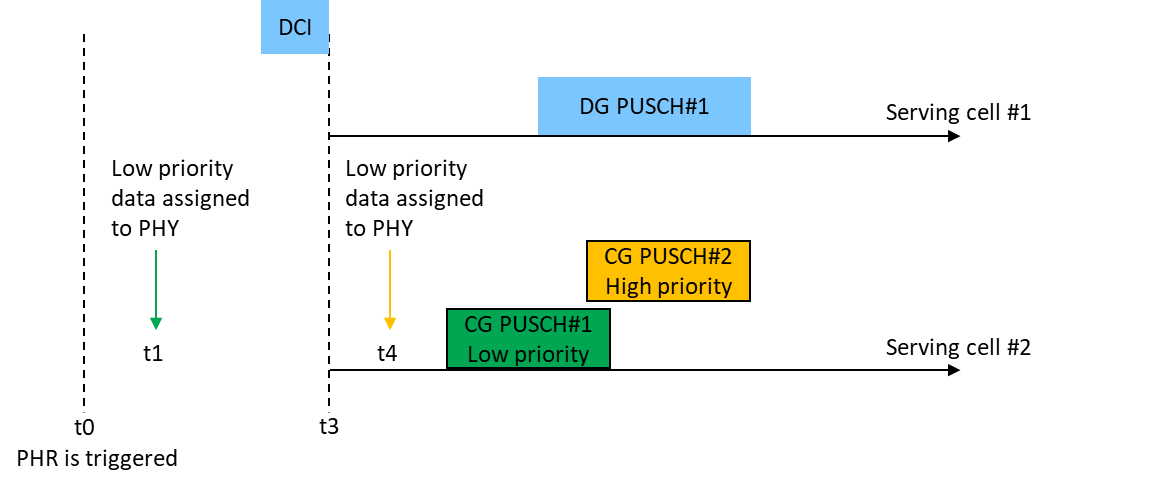 DCI
DG PUSCH#1
Serving cell #1
Low priority
data assigned
to PHY
Low priority
data assigned
to PHY
CG PUSCH#2
High priority
CG PUSCH#1
Low priority
t1
t4
Serving cell #2
t0
t3
PHR is triggered